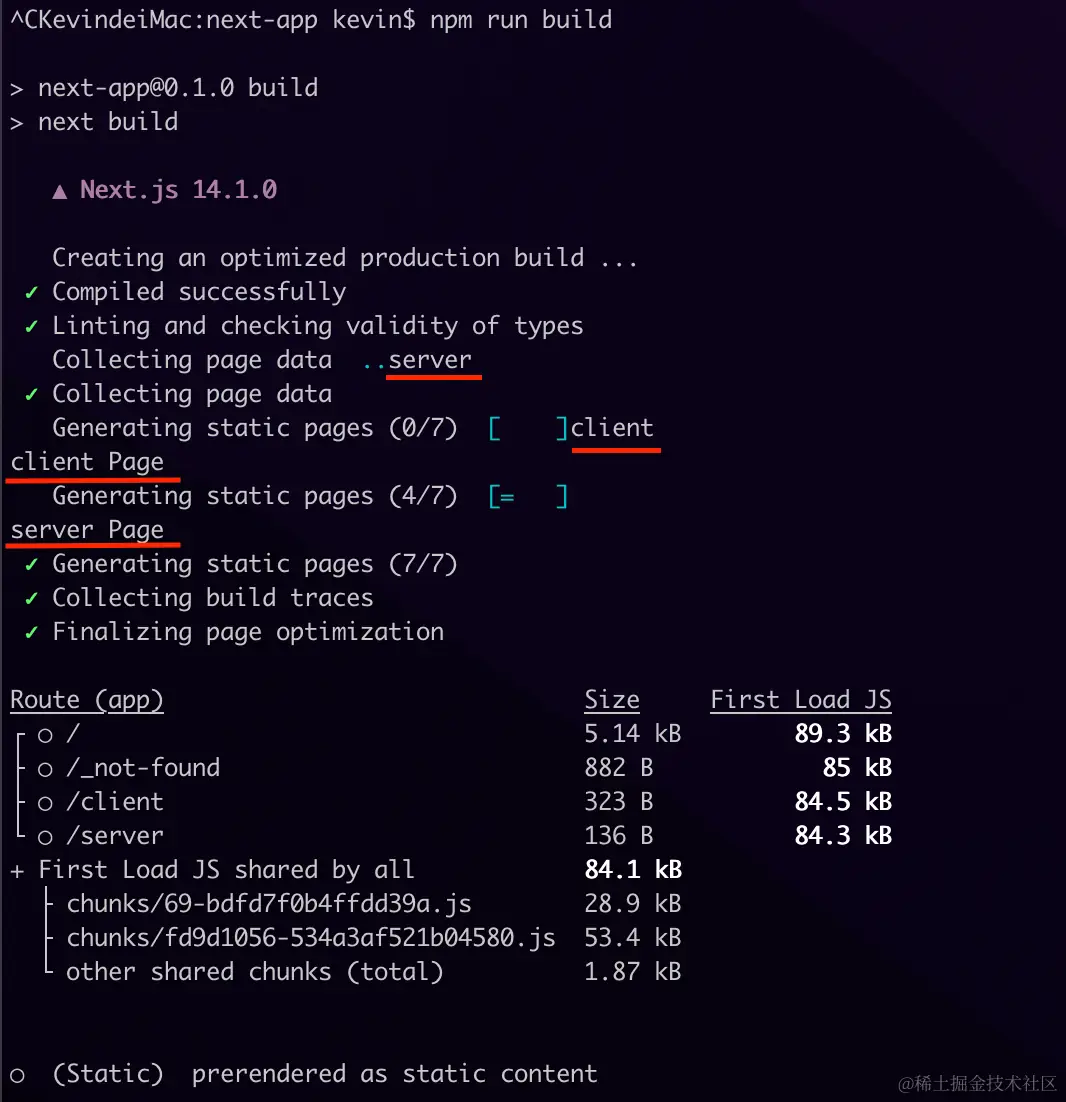 ^CKevindeiMac:next-app kevin$ npm run build
> next-app@0.1.0 build
> next build
▲ Next.js 14.1.0
Creating an optimized production build ...
✓ Compiled successfully
✓ Linting and checking validity of types
Collecting page data ..server
✓ Collecting page data
Generating static pages (0/7) [    ]client
client Page
Generating static pages (4/7) [=   ]
server Page
✓ Generating static pages (7/7)
✓ Collecting build traces
✓ Finalizing page optimization
Route (app) Size First Load JS
┌ ○ / 5.14 kB 89.3 kB
├ ○ /_not-found 882 B 85 kB
├ ○ /client 323 B 84.5 kB
└ ○ /server 136 B 84.3 kB
+ First Load JS shared by all 84.1 kB
├ chunks/69-bdfd7f0b4ffdd39a.js 28.9 kB
├ chunks/fd9d1056-534a3af521b04580.js 53.4 kB
└ other shared chunks (total) 1.87 kB
○ (Static) prerendered as static content
@稀土掘金技术社区